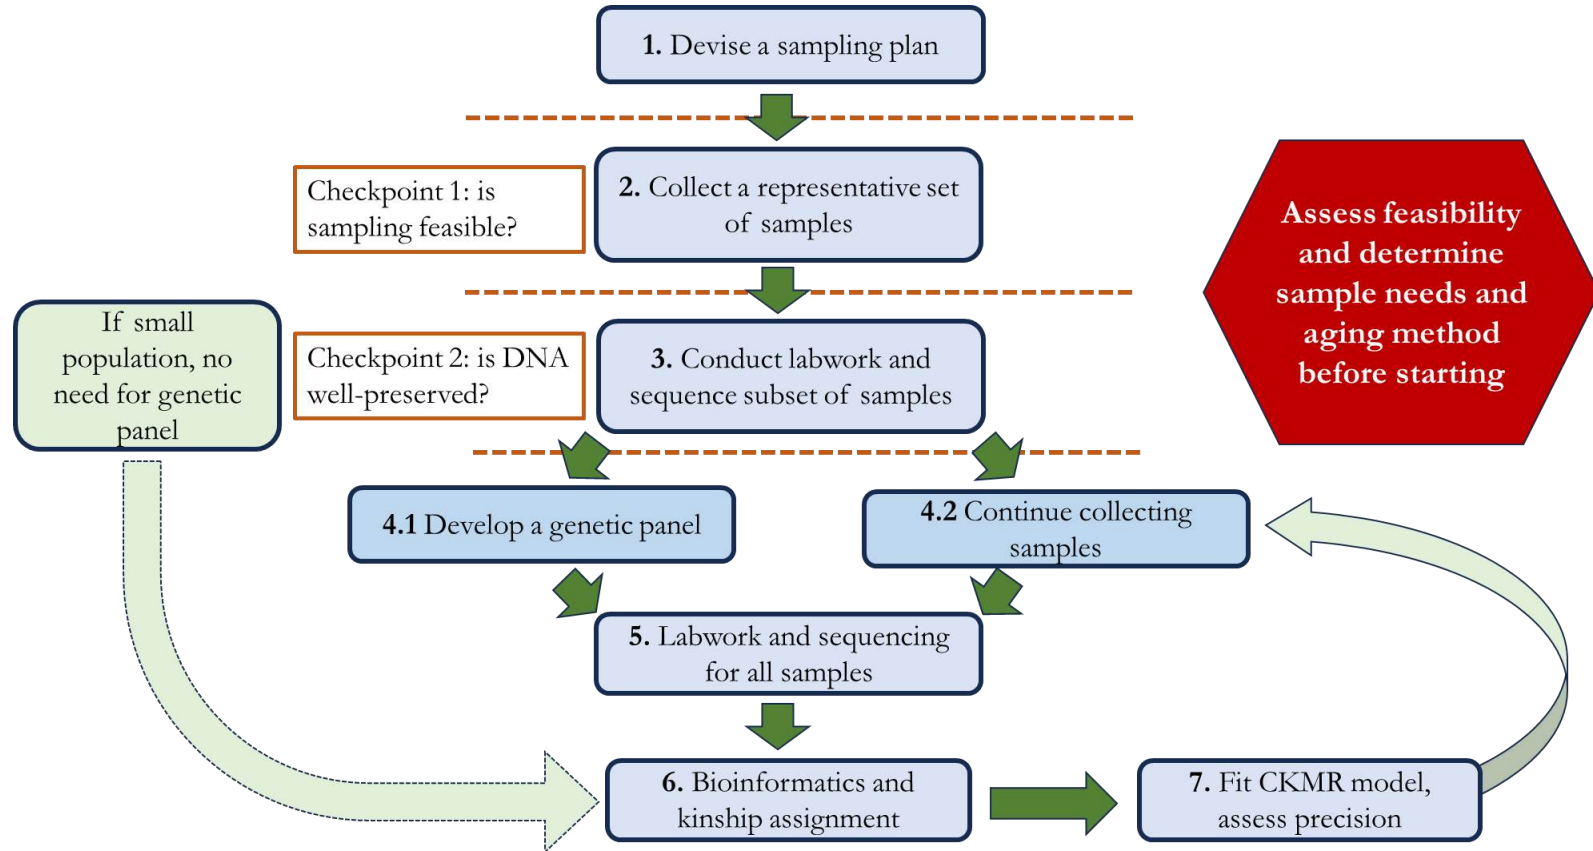 1. Devise a sampling plan
Checkpoint 1: is
sampling feasible?
2. Collect a representative set
of samples
Assess feasibility
and determine
sample needs and
aging method
before starting
If small
population, no
need for genetic
panel
Checkpoint 2: is DNA
well-preserved?
3. Conduct labwork and
sequence subset of samples
4.1 Develop a genetic panel
4.2 Continue collecting
samples
5. Labwork and sequencing
for all samples
6. Bioinformatics and
kinship assignment
7. Fit CKMR model,
assess precision